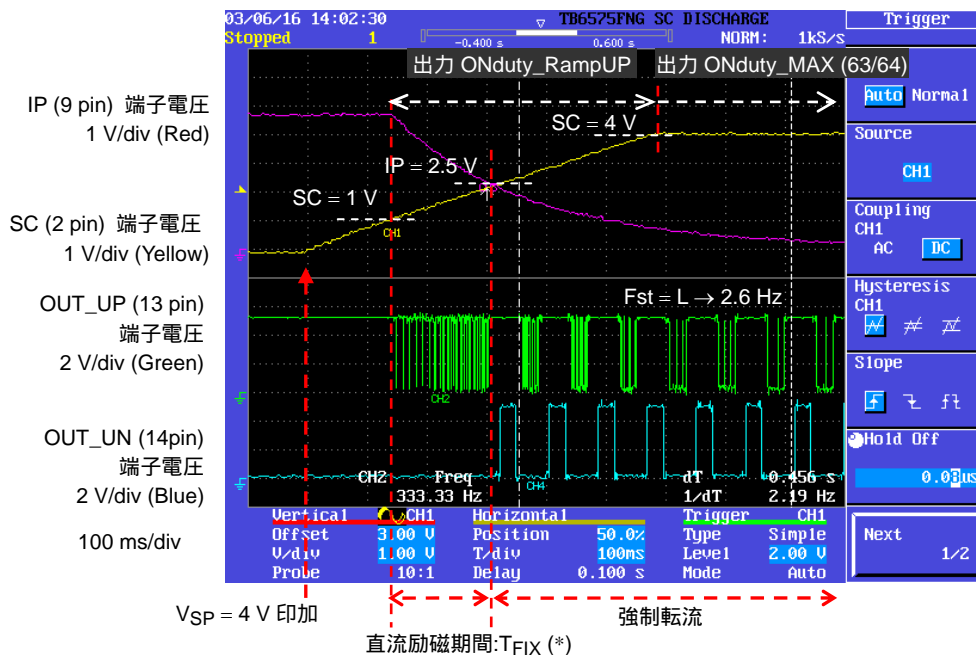 03/06/16 14:02:30
TB6575FNG SC DISCHARGE
Trigger
Stopped
1
NORM: 1kS/s
-0.400 s
0.600 s
出力 ONduty_RampUP
出力 ONduty_MAX (63/64)
Auto Normal
IP (9 pin) 端子電圧
1 V/div (Red)
SC = 4 V
Source
CH1
IP = 2.5 V
SC = 1 V
SC (2 pin) 端子電圧
1 V/div (Yellow)
CH1
Coupling
CH1
AC DC
OUT_UP (13 pin)
端子電圧
2 V/div (Green)
Fst = L → 2.6 Hz
Hysteresis
CH1
CH2
Slope
OUT_UN (14pin)
端子電圧
2 V/div (Blue)
Hold Off
0.08us
CH2 Freq
333.33 Hz
CH4
dT 0.456 s
1/dT 2.19 Hz
100 ms/div
Vertical CH1
Offset 3.00 V
V/div 1.00 V
Probe 10:1
Horizontal
Position 50.0%
T/div 100ms
Delay 0.100 s
Trigger CH1
Type Simple
Level 2.00 V
Mode Auto
Next
1/2
VSP = 4 V 印加
強制転流
直流励磁期間:TFIX (*)